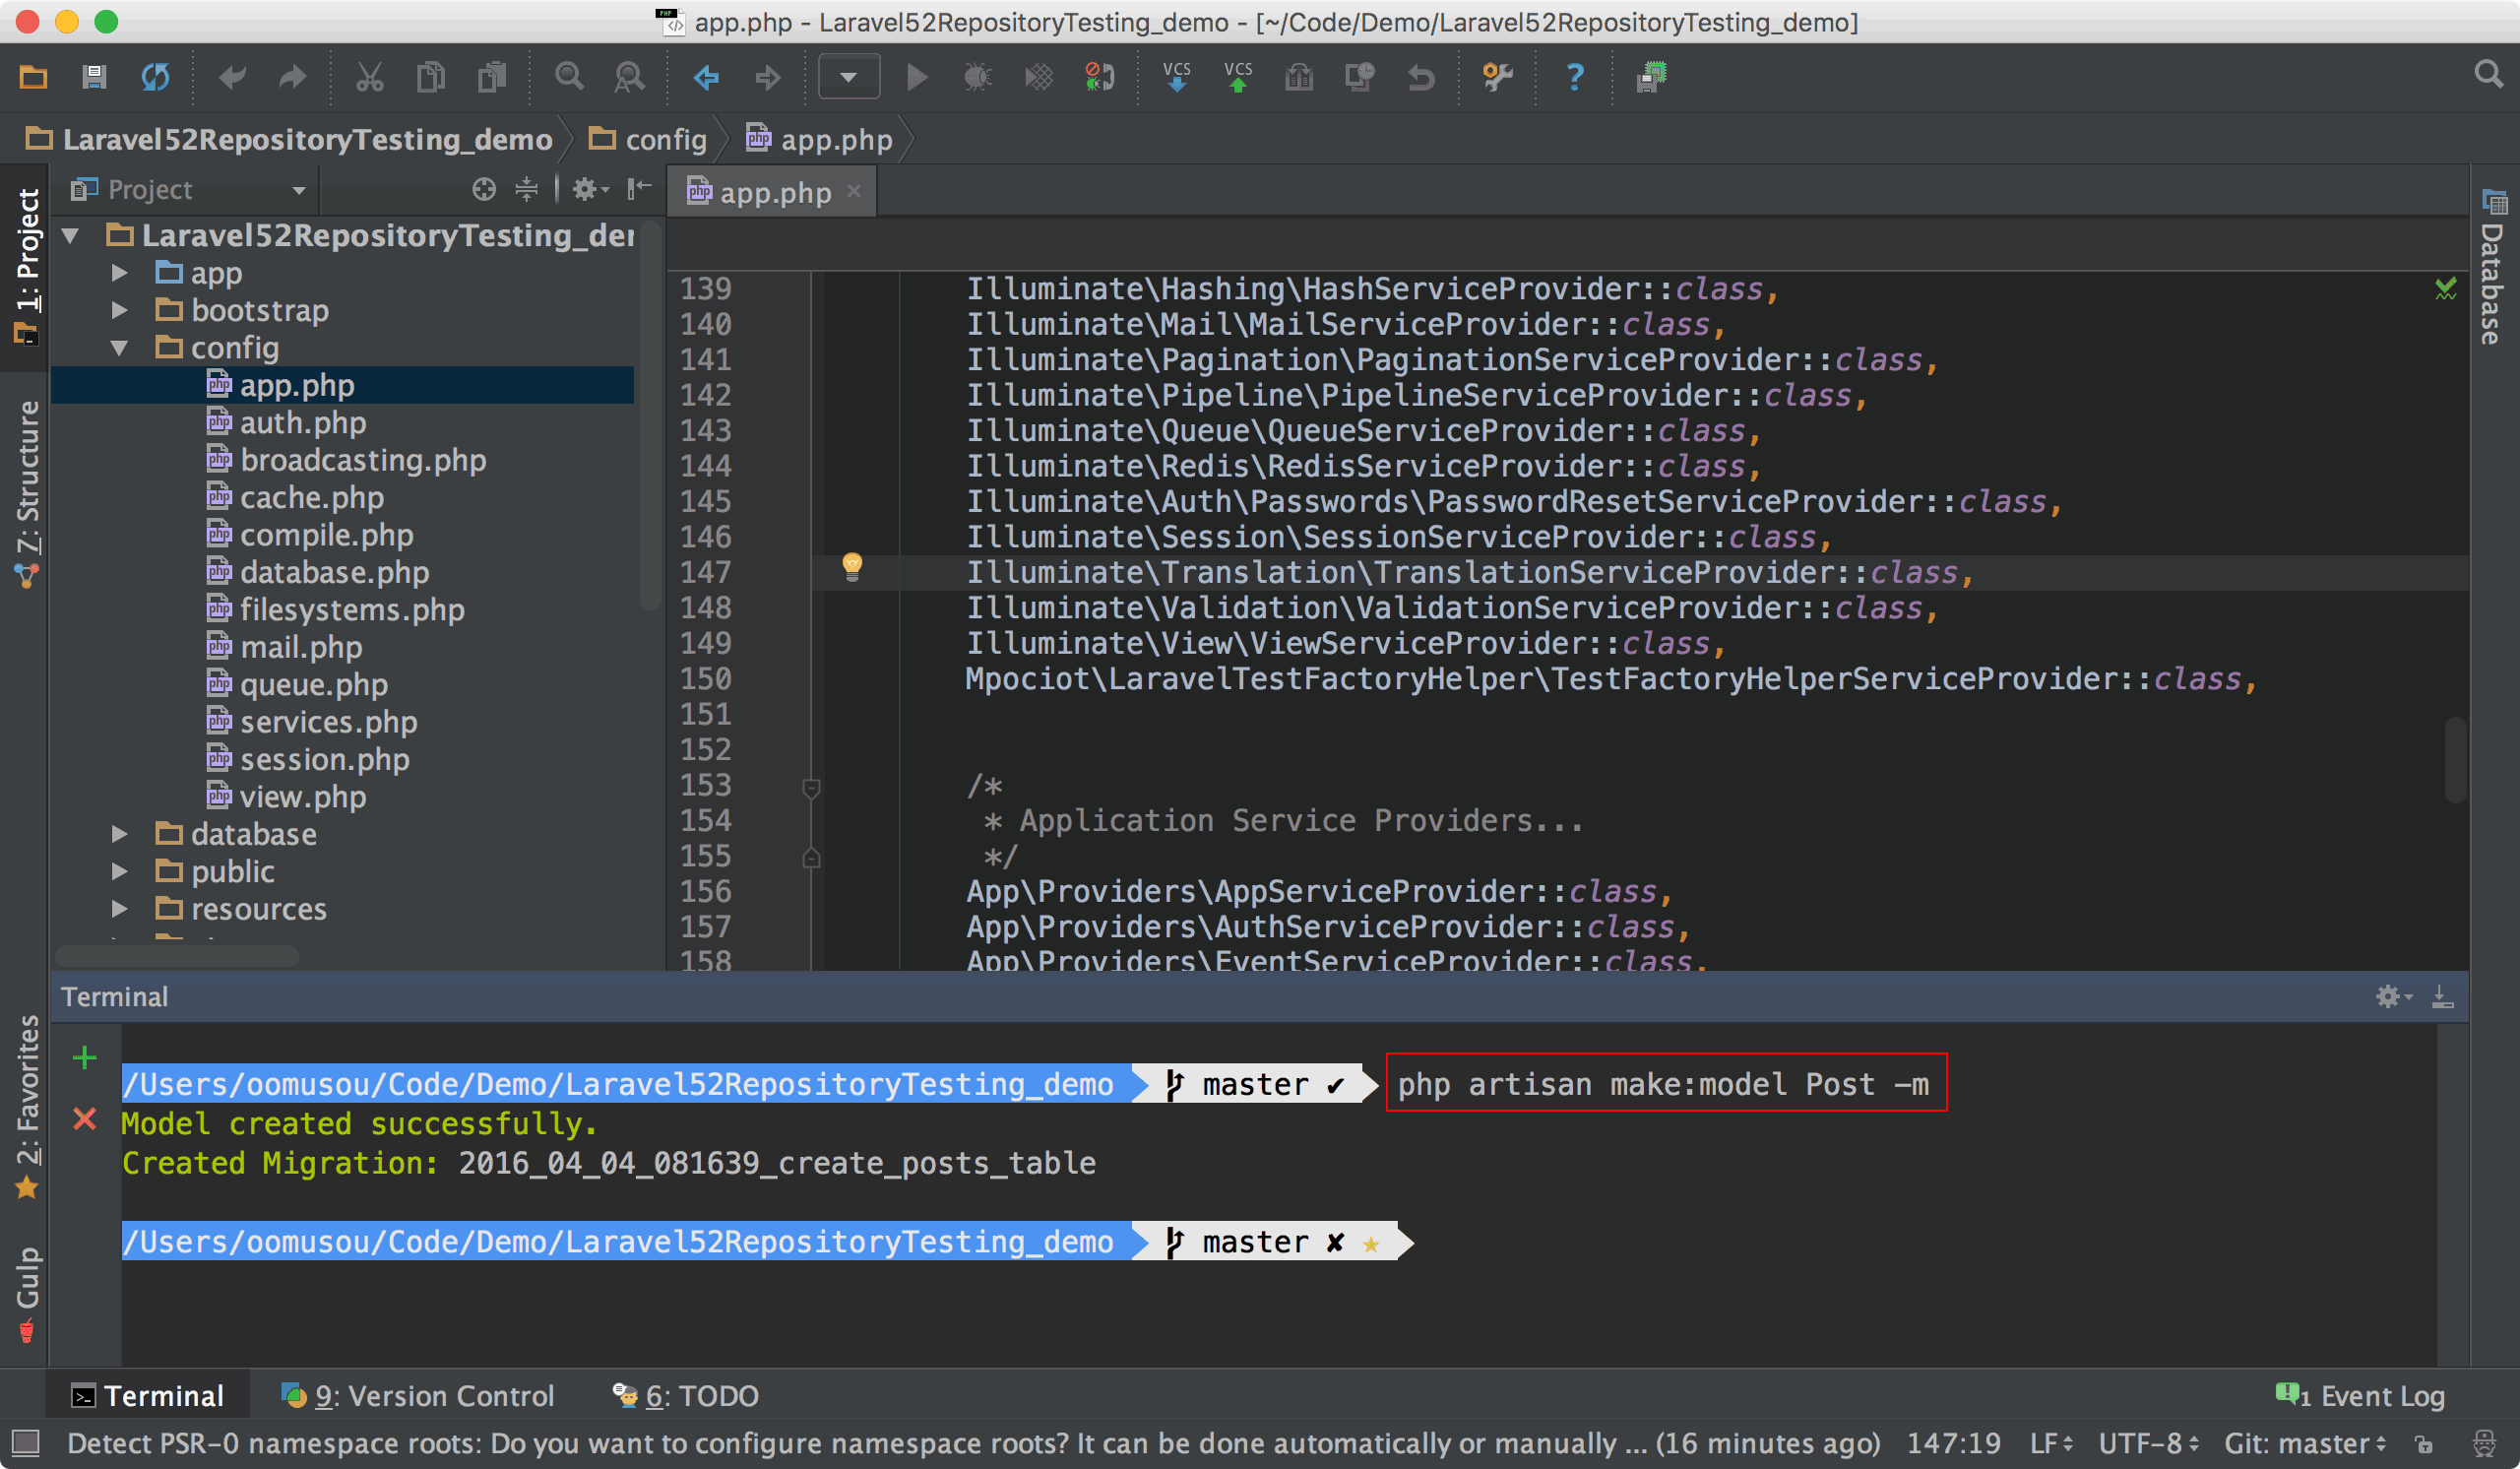 app.php - Laravel52RepositoryTesting_demo - [~/Code/Demo/Laravel52RepositoryTesting_demo]
VCS VCS ?
Laravel52RepositoryTesting_demo config app.php
1: Project
7: Structure
2: Favorites
Gulp
Project
Laravel52RepositoryTesting_der
app
bootstrap
config
app.php
auth.php
broadcasting.php
cache.php
compile.php
database.php
filesystems.php
mail.php
queue.php
services.php
session.php
view.php
database
public
resources
app.php
139 Illuminate\Hashing\HashServiceProvider::class,
140 Illuminate\Mail\MailServiceProvider::class,
141 Illuminate\Pagination\PaginationServiceProvider::class,
142 Illuminate\Pipeline\PipelineServiceProvider::class,
143 Illuminate\Queue\QueueServiceProvider::class,
144 Illuminate\Redis\RedisServiceProvider::class,
145 Illuminate\Auth\Passwords\PasswordResetServiceProvider::class,
146 Illuminate\Session\SessionServiceProvider::class,
147 Illuminate\Translation\TranslationServiceProvider::class,
148 Illuminate\Validation\ValidationServiceProvider::class,
149 Illuminate\View\ViewServiceProvider::class,
150 Mpociot\LaravelTestFactoryHelper\TestFactoryHelperServiceProvider::class,
151
152
153 /*
154 * Application Service Providers...
155 */
156 App\Providers\AppServiceProvider::class,
157 App\Providers\AuthServiceProvider::class,
158 App\Providers\EventServiceProvider::class,
Database
Terminal
/Users/oomusou/Code/Demo/Laravel52RepositoryTesting_demo master ✔ php artisan make:model Post -m
Model created successfully.
Created Migration: 2016_04_04_081639_create_posts_table
/Users/oomusou/Code/Demo/Laravel52RepositoryTesting_demo master ✘ ★
Terminal 9: Version Control 6: TODO 1 Event Log
Detect PSR-0 namespace roots: Do you want to configure namespace roots? It can be done automatically or manually ... (16 minutes ago) 147:19 LF UTF-8 Git: master